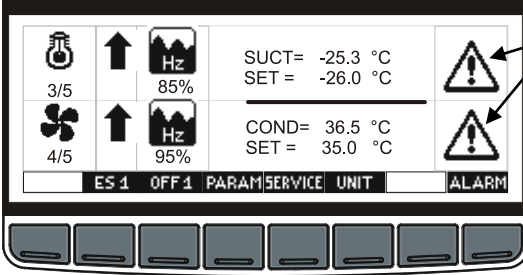 Hz
SUCT= -25.3 °C
SET = -26.0 °C
3/5
85%
Hz
COND= 36.5 °C
SET = 35.0 °C
4/5
95%
ES 1 OFF 1 PARAM SERVICE UNIT ALARM